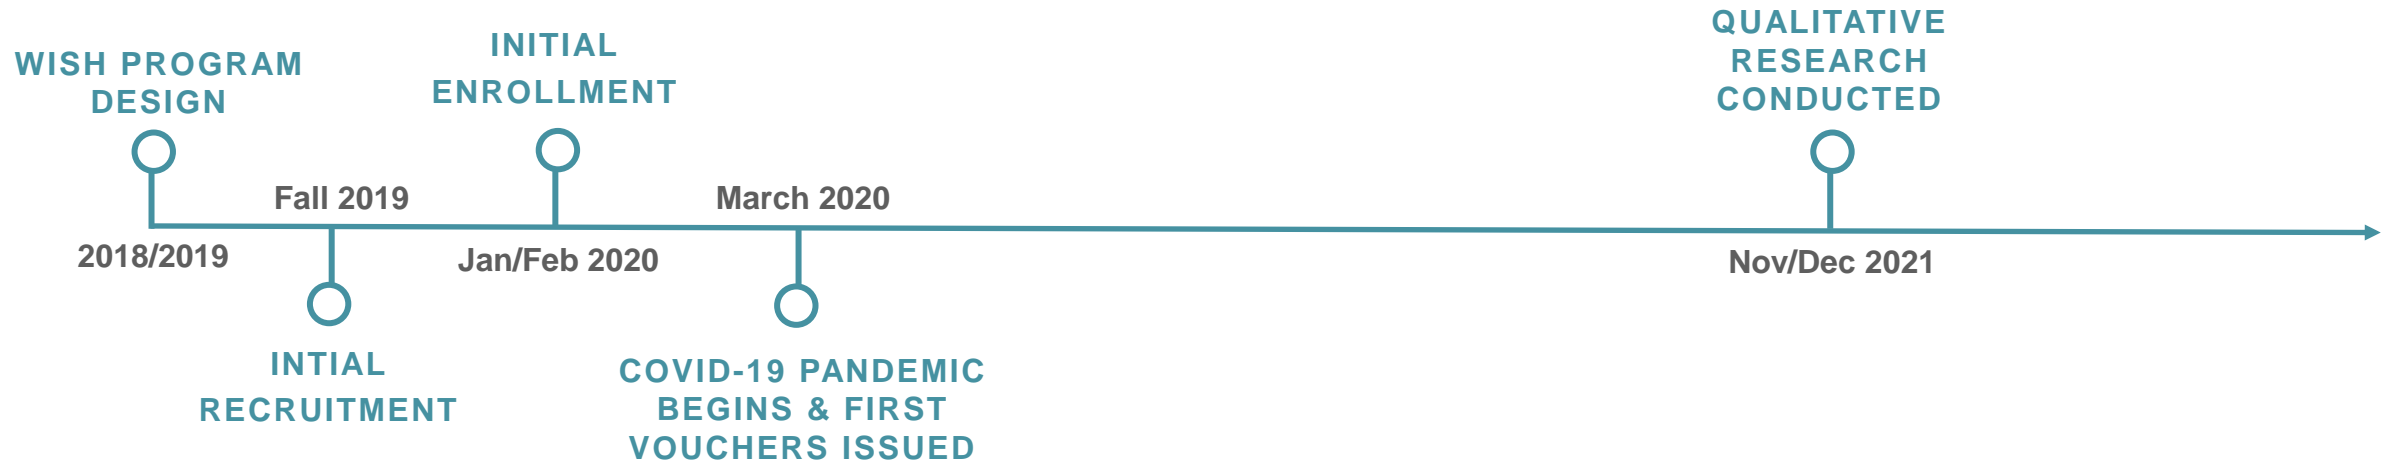 WISH PROGRAM
DESIGN
2018/2019
Fall 2019
INTIAL
RECRUITMENT
INITIAL
ENROLLMENT
Jan/Feb 2020
March 2020
COVID-19 PANDEMIC
BEGINS & FIRST
VOUCHERS ISSUED
QUALITATIVE
RESEARCH
CONDUCTED
Nov/Dec 2021